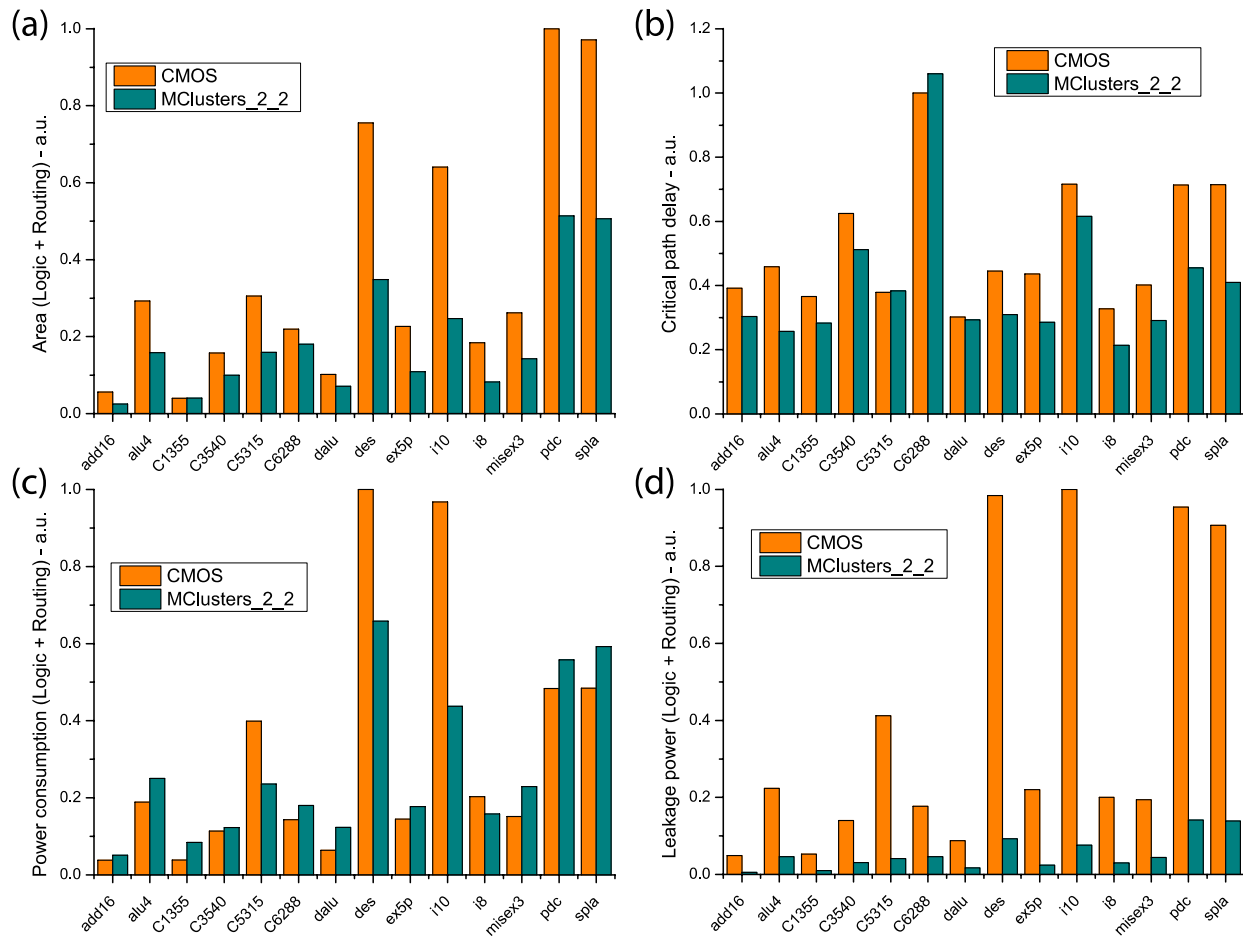 (a)
Area (Logic + Routing) - a.u.
1.0
0.8
0.6
0.4
0.2
0.0
CMOS
MClusters_2_2
add16
alu4
C1355
C3540
C5315
C6288
dalu
des
ex5p
i10
i8
misex3
pdc
spla
(b)
Critical path delay - a.u.
1.2
1.0
0.8
0.6
0.4
0.2
0.0
CMOS
MClusters_2_2
add16
alu4
C1355
C3540
C5315
C6288
dalu
des
ex5p
i10
i8
misex3
pdc
spla
(c)
Power consumption (Logic + Routing) - a.u.
1.0
0.8
0.6
0.4
0.2
0.0
CMOS
MClusters_2_2
add16
alu4
C1355
C3540
C5315
C6288
dalu
des
ex5p
i10
i8
misex3
pdc
spla
(d)
Leakage power (Logic + Routing) - a.u.
1.0
0.8
0.6
0.4
0.2
0.0
CMOS
MClusters_2_2
add16
alu4
C1355
C3540
C5315
C6288
dalu
des
ex5p
i10
i8
misex3
pdc
spla